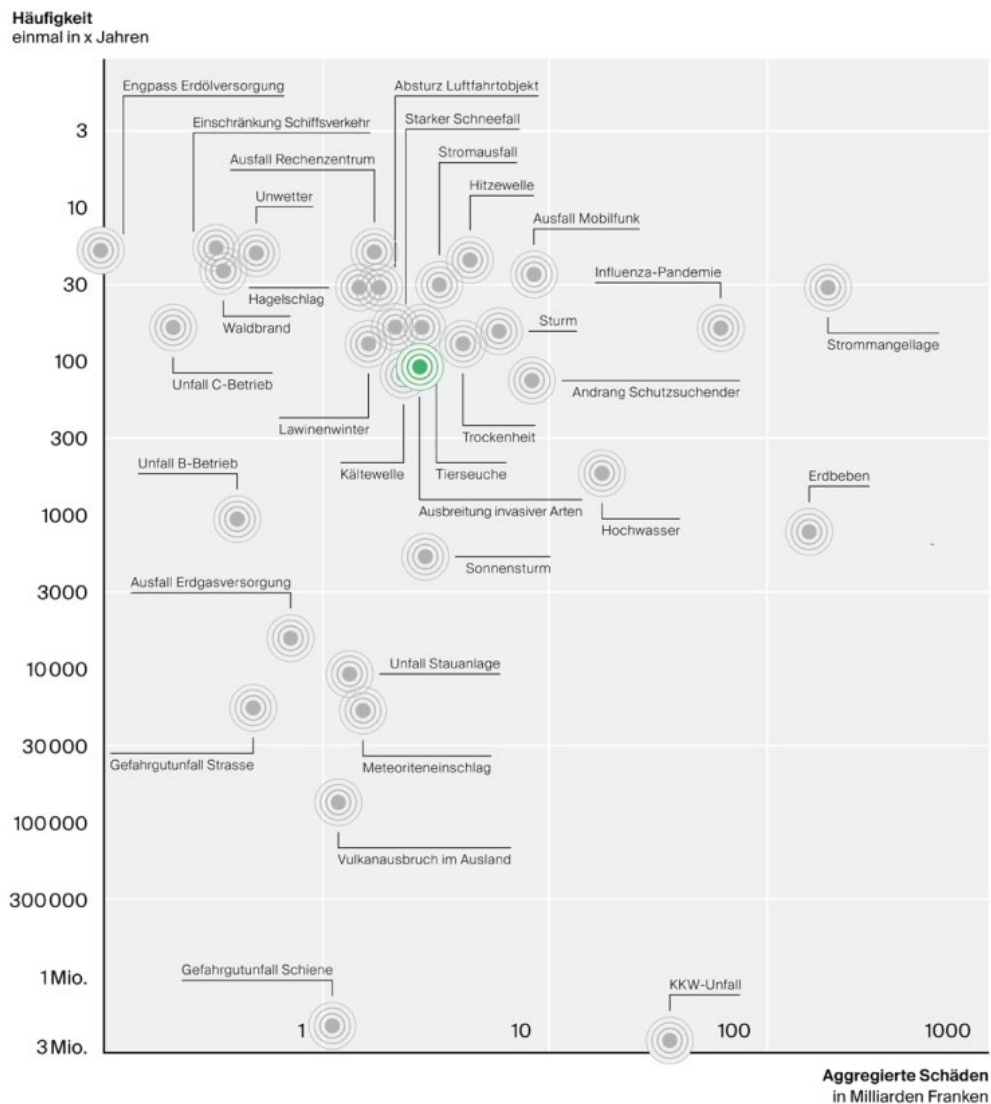 Häufigkeit
einmal in x Jahren
Engpass Erdölversorgung
Absturz Luftfahrtobjekt
Einschränkung Schiffsverkehr
Starker Schneefall
3
Ausfall Rechenzentrum
Stromausfall
Unwetter
Hitzewelle
10
Ausfall Mobilfunk
Influenza-Pandemie
30
Hagelschlag
Waldbrand
Sturm
Strommangellage
100
Unfall C-Betrieb
Andrang Schutzsuchender
Lawinenwinter
Trockenheit
300
Unfall B-Betrieb
Kältewelle
Tierseuche
Erdbeben
Ausbreitung invasiver Arten
1000
Hochwasser
Sonnensturm
Ausfall Erdgasversorgung
3000
10 000
Unfall Stauanlage
30 000
Gefahrgutunfall Strasse
Meteoriteneinschlag
100 000
Vulkanausbruch im Ausland
300 000
Gefahrgutunfall Schiene
1 Mio.
KKW-Unfall
1
10
100
1000
3 Mio.
Aggregierte Schäden
in Milliarden Franken